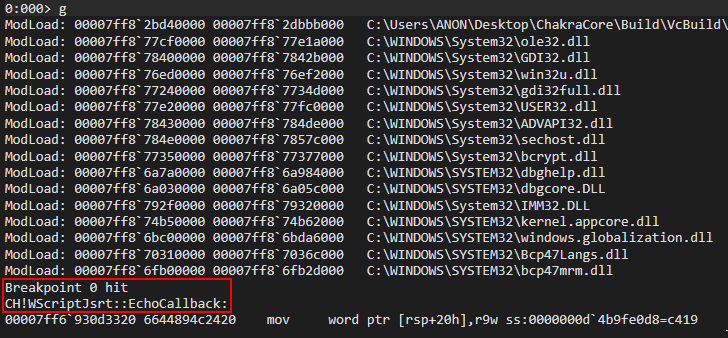 0:000> g
ModLoad: 00007ff8`2bd40000 00007ff8`2dbbb000   C:\Users\ANON\Desktop\ChakraCore\Build\VcBuild\
ModLoad: 00007ff8`77cf0000 00007ff8`77e1a000   C:\WINDOWS\System32\ole32.dll
ModLoad: 00007ff8`78400000 00007ff8`7842b000   C:\WINDOWS\System32\GDI32.dll
ModLoad: 00007ff8`76ed0000 00007ff8`76ef2000   C:\WINDOWS\System32\win32u.dll
ModLoad: 00007ff8`77240000 00007ff8`7734d000   C:\WINDOWS\System32\gdi32full.dll
ModLoad: 00007ff8`77e20000 00007ff8`77fc0000   C:\WINDOWS\System32\USER32.dll
ModLoad: 00007ff8`78430000 00007ff8`784de000   C:\WINDOWS\System32\ADVAPI32.dll
ModLoad: 00007ff8`784e0000 00007ff8`7857c000   C:\WINDOWS\System32\sechost.dll
ModLoad: 00007ff8`77350000 00007ff8`77377000   C:\WINDOWS\System32\bcrypt.dll
ModLoad: 00007ff8`6a7a0000 00007ff8`6a984000   C:\WINDOWS\SYSTEM32\dbghelp.dll
ModLoad: 00007ff8`6a030000 00007ff8`6a05c000   C:\WINDOWS\SYSTEM32\dbgcore.DLL
ModLoad: 00007ff8`792f0000 00007ff8`79320000   C:\WINDOWS\System32\IMM32.DLL
ModLoad: 00007ff8`74b50000 00007ff8`74b62000   C:\WINDOWS\SYSTEM32\kernel.appcore.dll
ModLoad: 00007ff8`6bc00000 00007ff8`6bda6000   C:\WINDOWS\SYSTEM32\windows.globalization.dll
ModLoad: 00007ff8`70310000 00007ff8`7036c000   C:\WINDOWS\SYSTEM32\Bcp47Langs.dll
ModLoad: 00007ff8`6fb00000 00007ff8`6fb2d000   C:\WINDOWS\SYSTEM32\bcp47mrm.dll
Breakpoint 0 hit
CH!WScriptJsrt::EchoCallback:
00007ff6`930d3320 6644894c2420    mov     word ptr [rsp+20h],r9w ss:0000000d`4b9fe0d8=c419